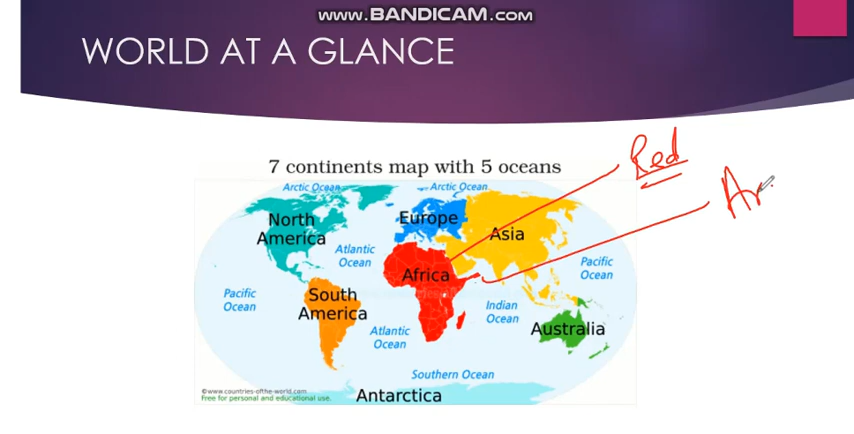 www.BANDICAM.com
WORLD AT A GLANCE
7 continents map with 5 oceans
Red
Ar
Arctic Ocean
Arctic Ocean
North
America
Europe
Asia
Atlantic
Ocean
Pacific
Ocean
Africa
Pacific
Ocean
South
America
Indian
Ocean
Atlantic
Ocean
Australia
Southern Ocean
Antarctica
©www.countries-ofthe-world.com
Free for personal and educational use.